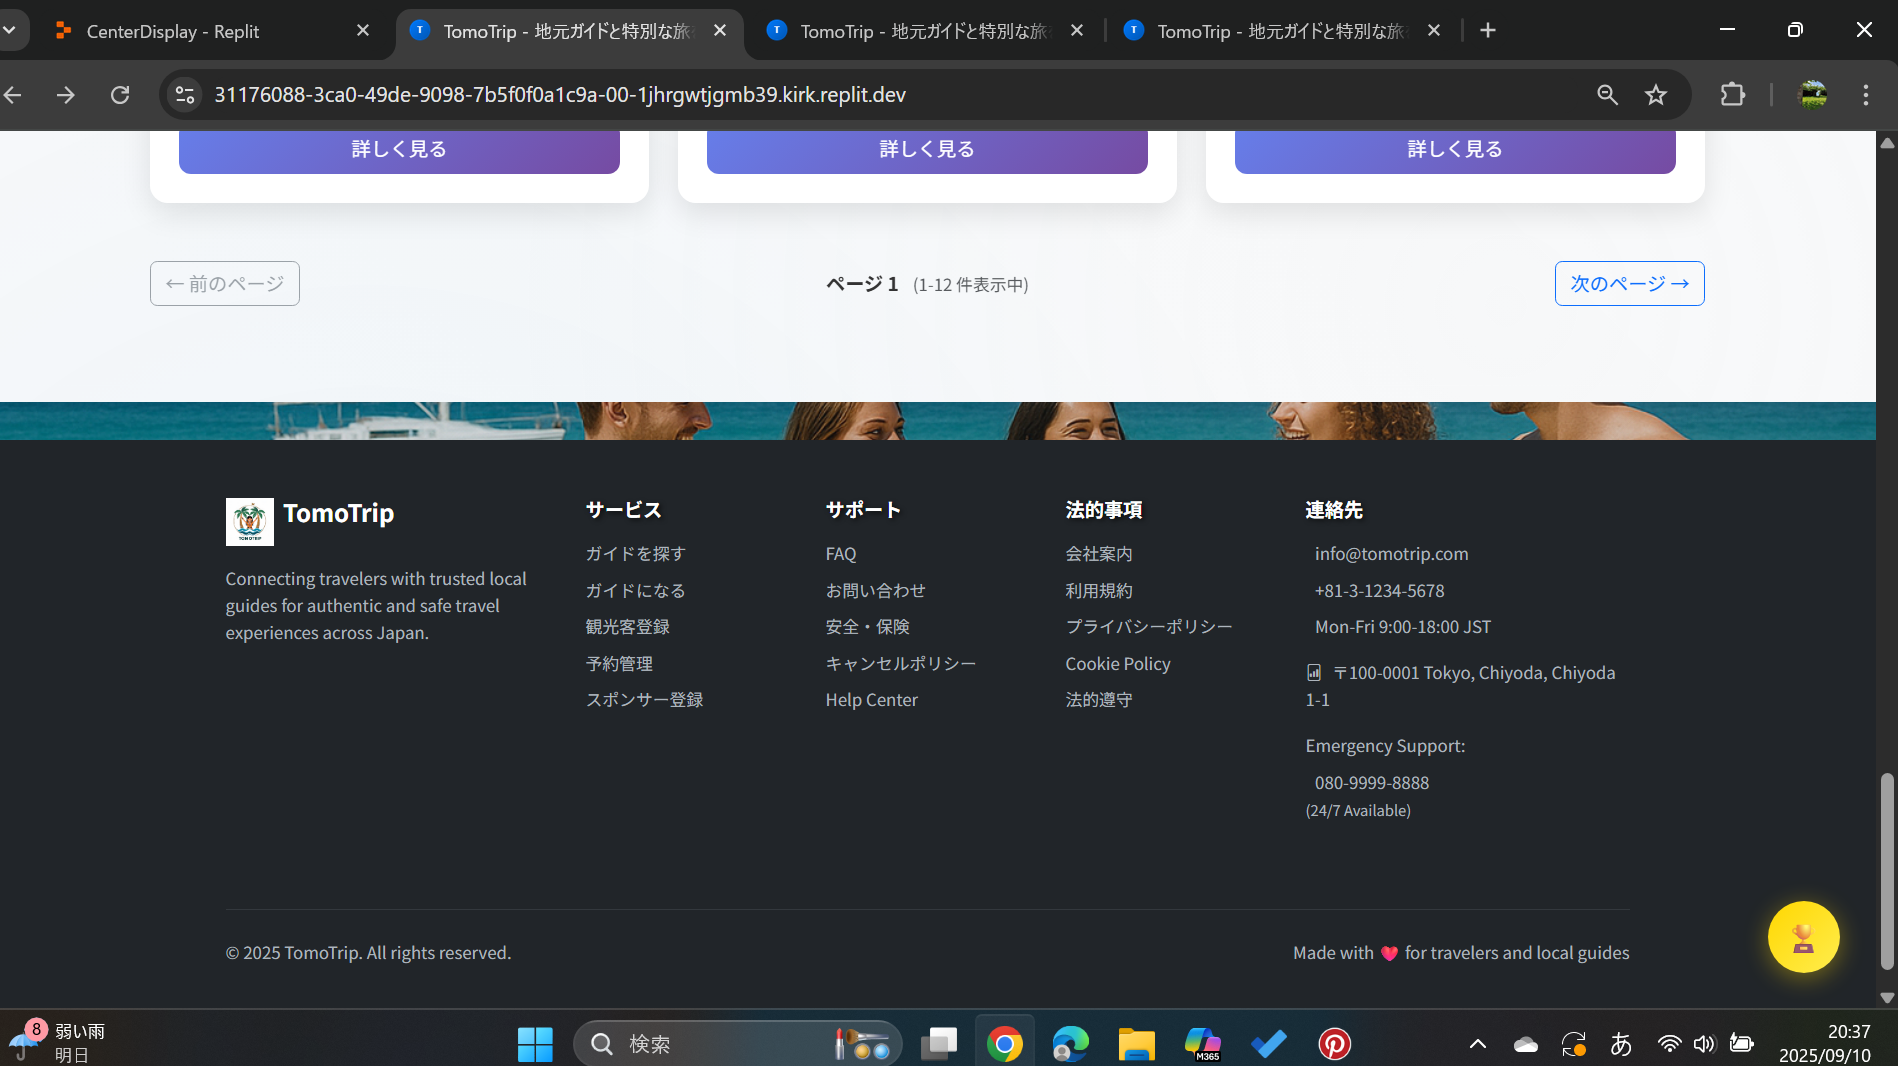 CenterDisplay - Replit
TomoTrip - 地元ガイドと特別な旅
TomoTrip - 地元ガイドと特別な旅
TomoTrip - 地元ガイドと特別な旅
31176088-3ca0-49de-9098-7b5f0f0a1c9a-00-1jhrgwtjgmb39.kirk.replit.dev
詳しく見る
詳しく見る
詳しく見る
← 前のページ
ページ 1 (1-12 件表示中)
次のページ →
TomoTrip
Connecting travelers with trusted local
guides for authentic and safe travel
experiences across Japan.
サービス
ガイドを探す
ガイドになる
観光客登録
予約管理
スポンサー登録
サポート
FAQ
お問い合わせ
安全・保険
キャンセルポリシー
Help Center
法的事項
会社案内
利用規約
プライバシーポリシー
Cookie Policy
法的遵守
連絡先
info@tomotrip.com
+81-3-1234-5678
Mon-Fri 9:00-18:00 JST
〒100-0001 Tokyo, Chiyoda, Chiyoda
1-1
Emergency Support:
080-9999-8888
(24/7 Available)
© 2025 TomoTrip. All rights reserved.
Made with ❤ for travelers and local guides
8
弱い雨
明日
検索
M365
あ
20:37
2025/09/10